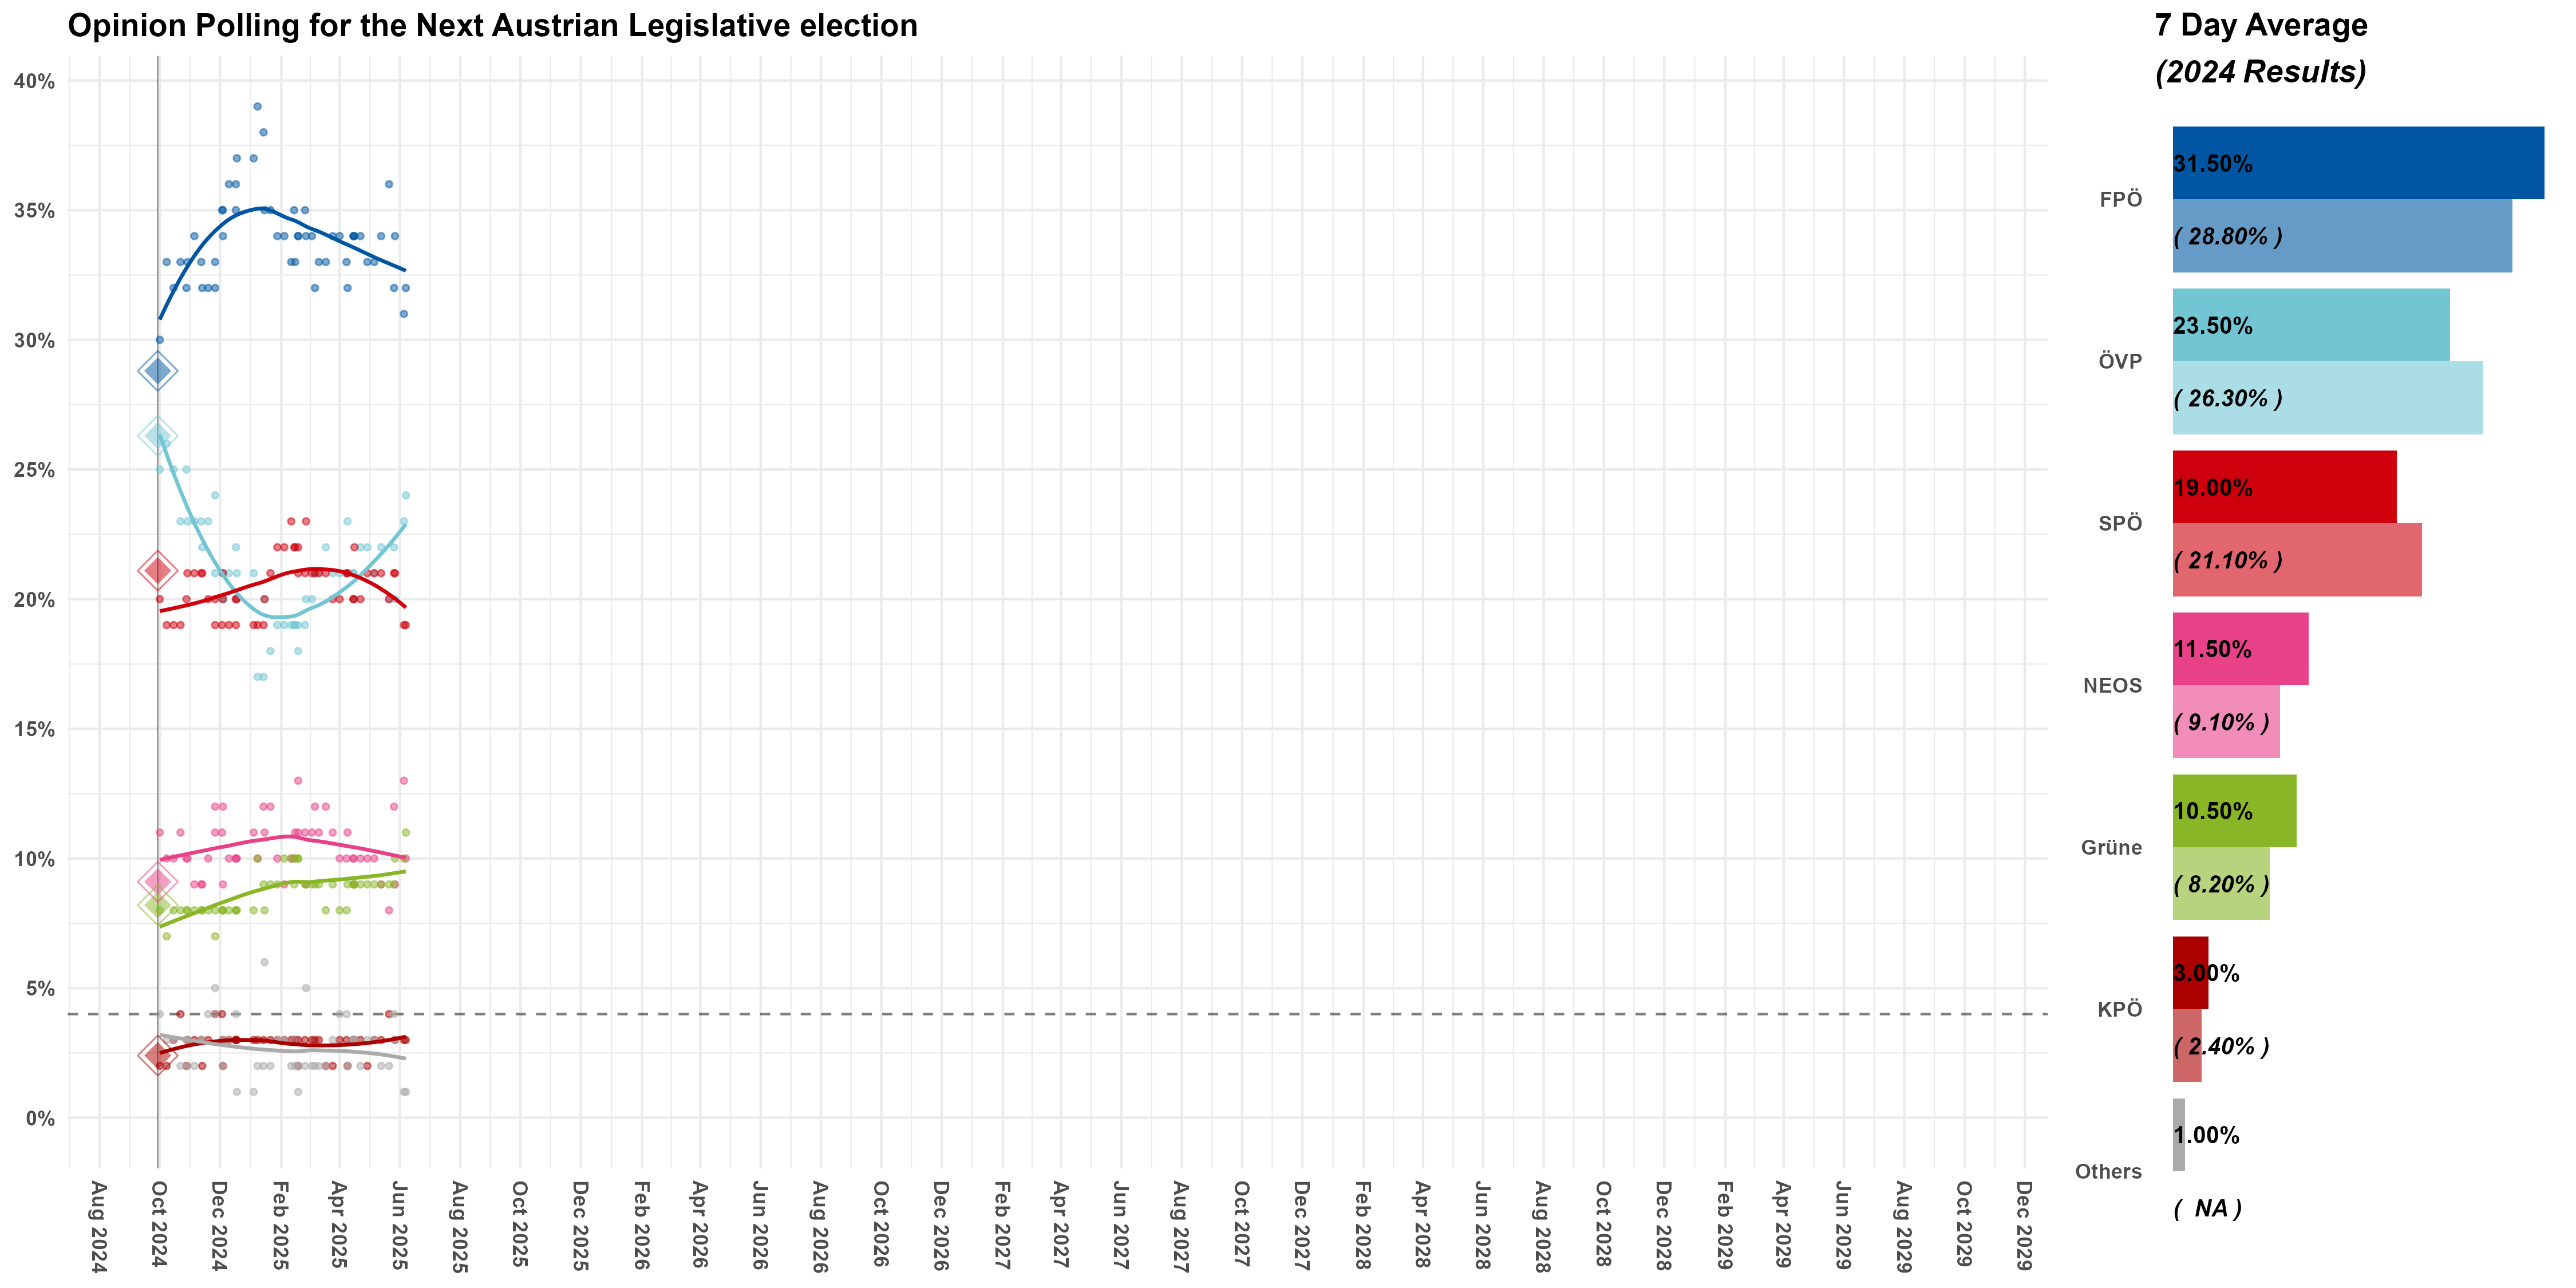 Opinion Polling for the Next Austrian Legislative election
40%
35%
30%
25%
20%
15%
10%
5%
0%
Aug 2024
Oct 2024
Dec 2024
Feb 2025
Apr 2025
Jun 2025
Aug 2025
Oct 2025
Dec 2025
Feb 2026
Apr 2026
Jun 2026
Aug 2026
Oct 2026
Dec 2026
Feb 2027
Apr 2027
Jun 2027
Aug 2027
Oct 2027
Dec 2027
Feb 2028
Apr 2028
Jun 2028
Aug 2028
Oct 2028
Dec 2028
Feb 2029
Apr 2029
Jun 2029
Aug 2029
Oct 2029
Dec 2029
7 Day Average
(2024 Results)
FPÖ
31.50%
( 28.80% )
ÖVP
23.50%
( 26.30% )
SPÖ
19.00%
( 21.10% )
NEOS
11.50%
( 9.10% )
Grüne
10.50%
( 8.20% )
KPÖ
3.00%
( 2.40% )
Others
1.00%
( NA )